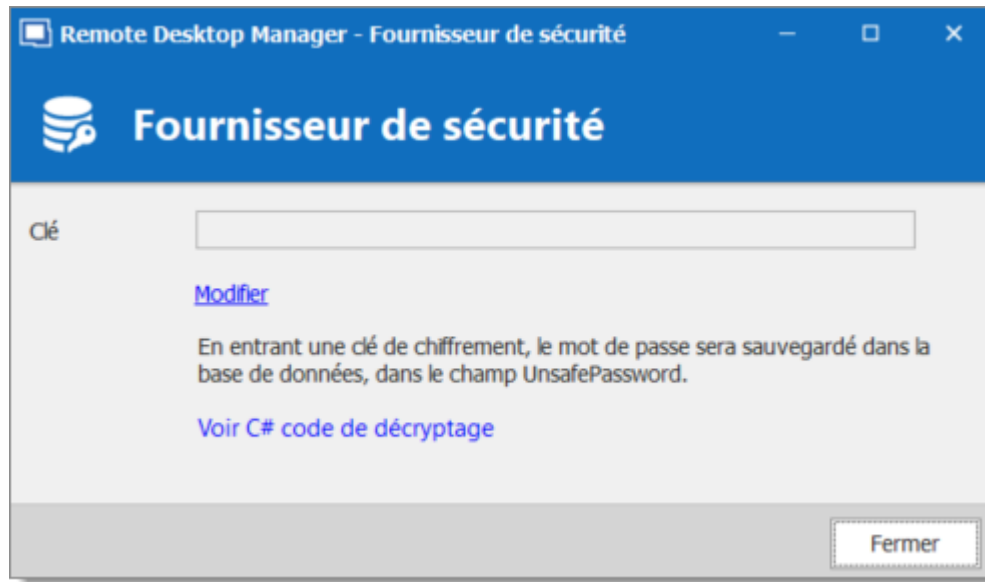 Remote Desktop Manager - Fournisseur de sécurité
Fournisseur de sécurité
Clé
Modifier
En entrant une clé de chiffrement, le mot de passe sera sauvegardé dans la
base de données, dans le champ UnsafePassword.
Voir C# code de décryptage
Fermer